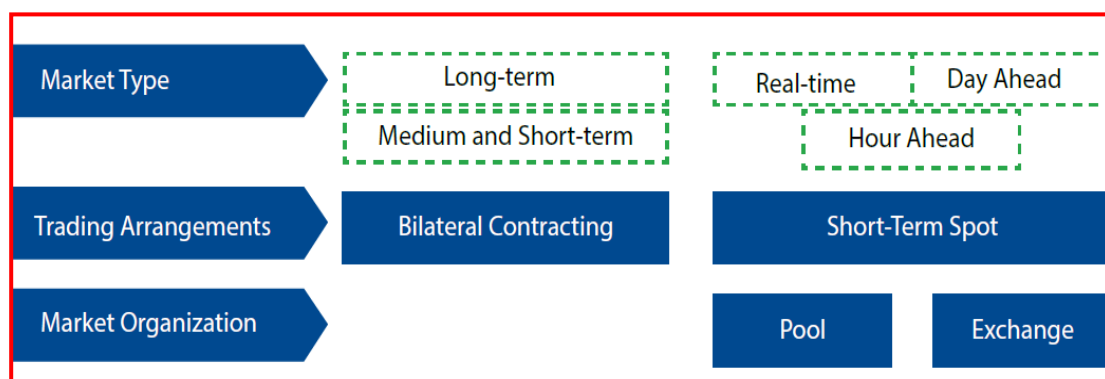 Market Type
Long-term
Medium and Short-term
Real-time
Day Ahead
Hour Ahead
Trading Arrangements
Bilateral Contracting
Short-Term Spot
Market Organization
Pool
Exchange